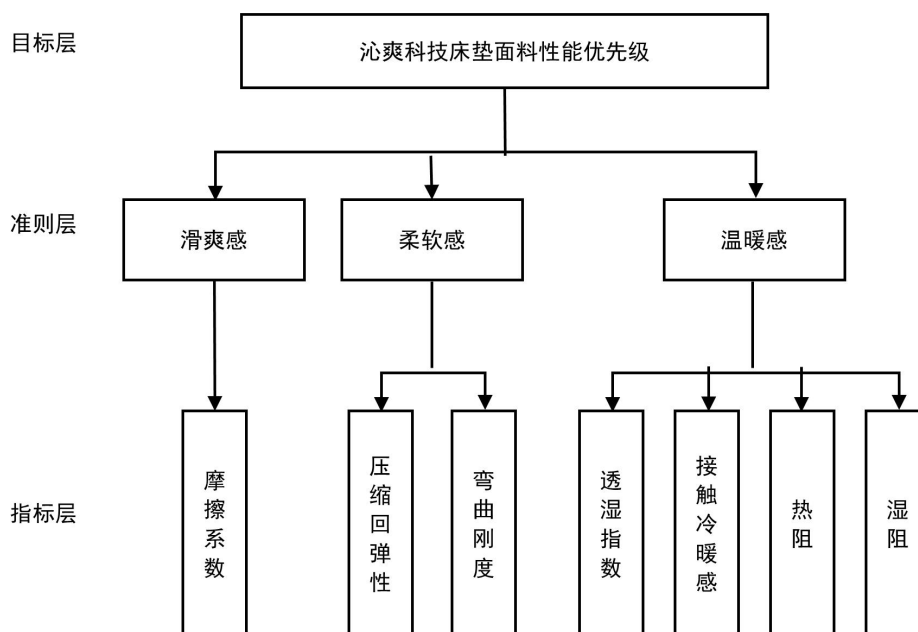 目标层
沁爽科技床垫面料性能优先级
准则层
滑爽感
柔软感
温暖感
指标层
摩擦系数
压缩回弹性
弯曲刚度
透湿指数
接触冷暖感
热阻
湿阻